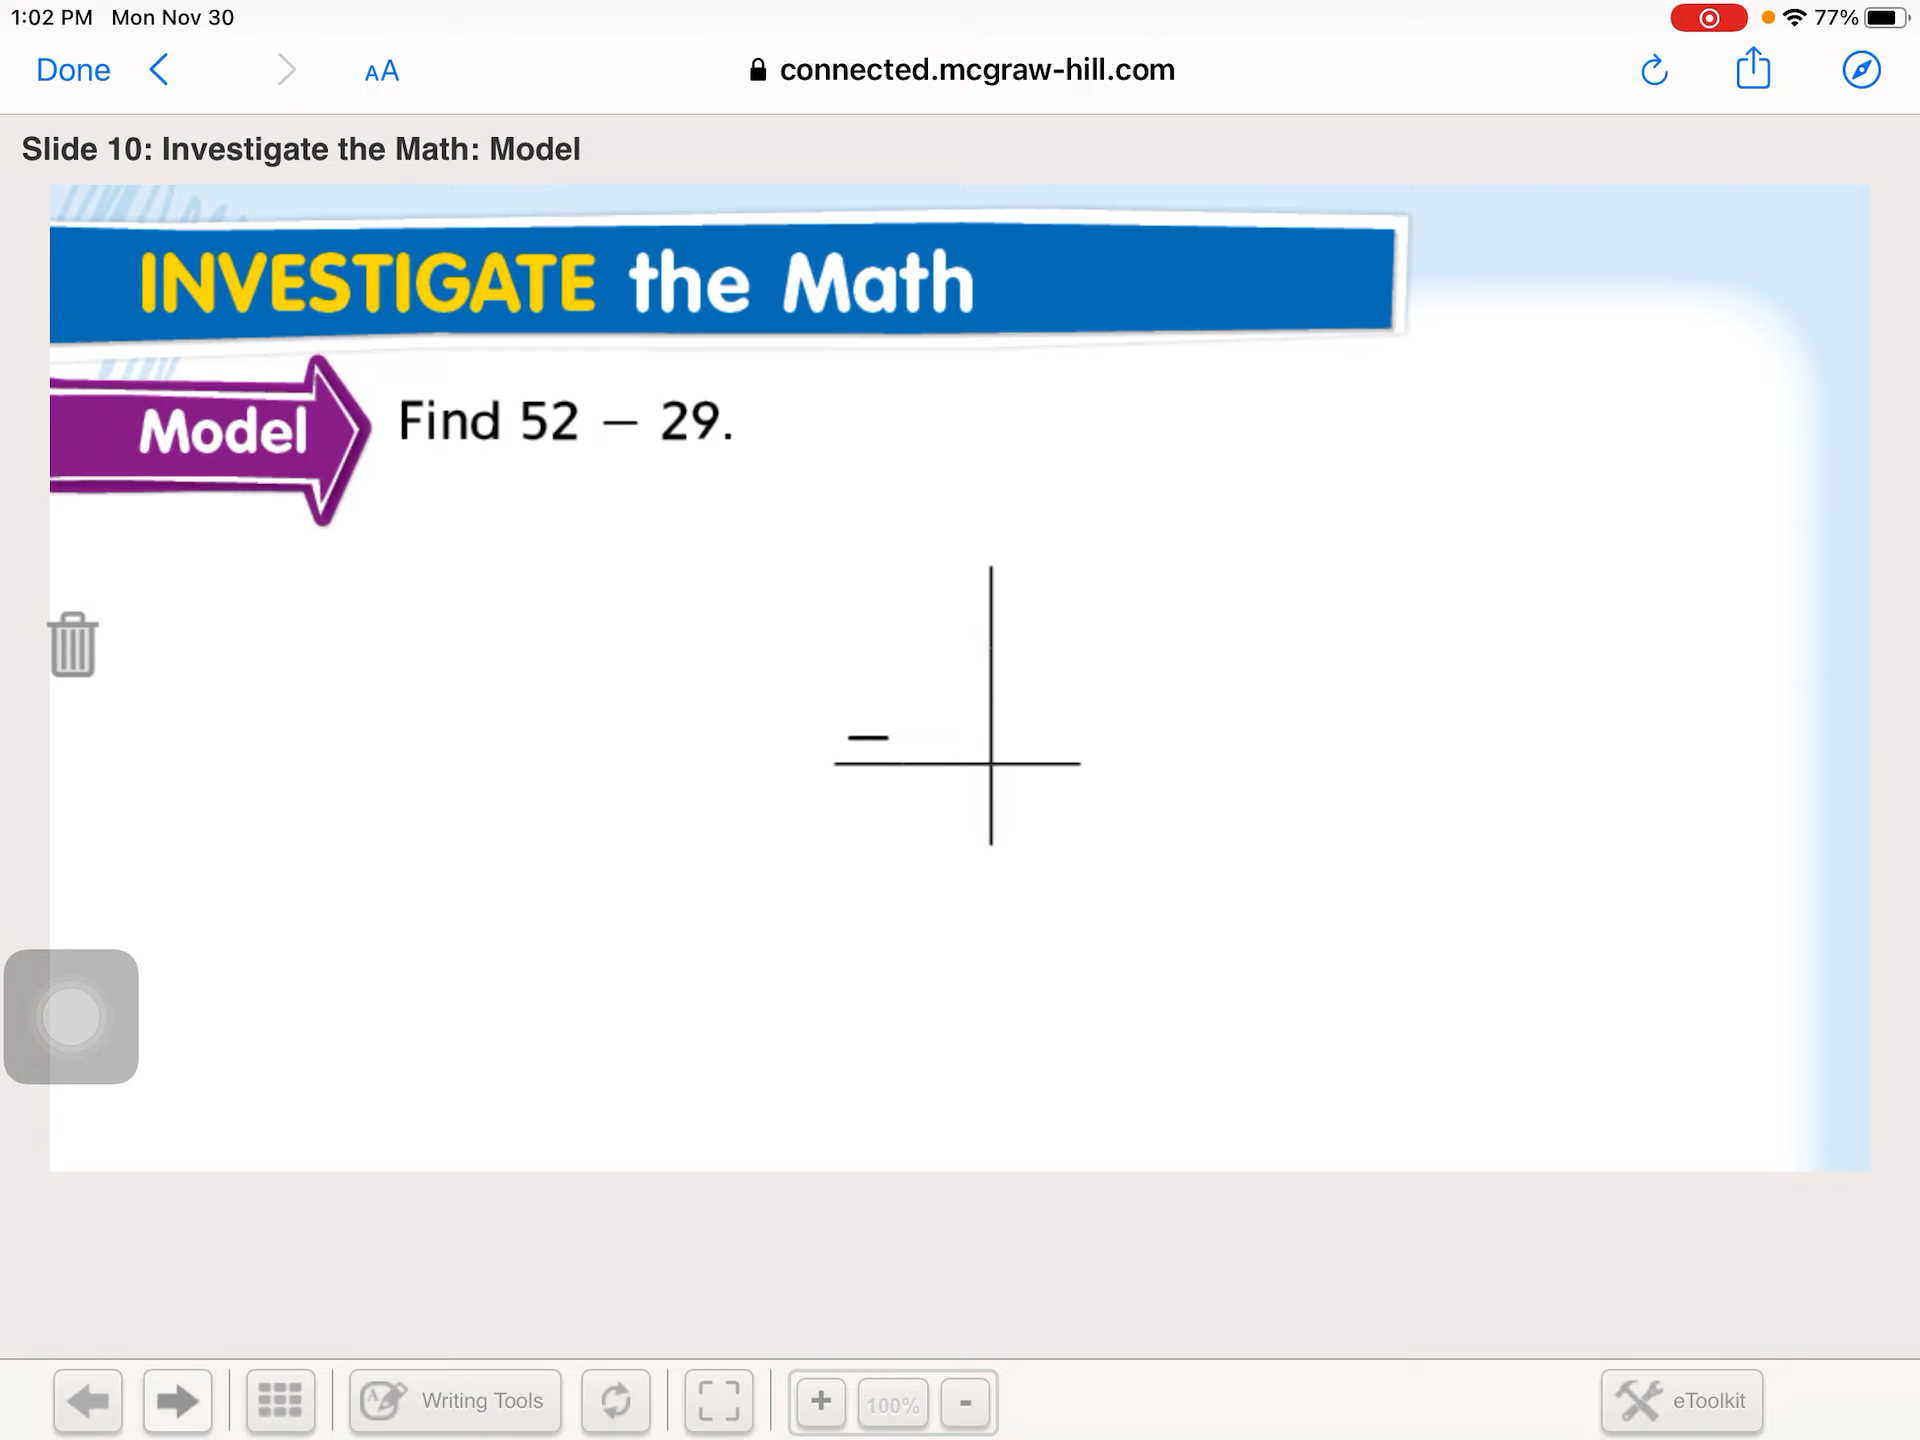 1:02 PM Mon Nov 30
77%
Done
AA
connected.mcgraw-hill.com
Slide 10: Investigate the Math: Model
INVESTIGATE the Math
Model
Find 52 – 29.
–
Writing Tools
+
100%
-
eToolkit